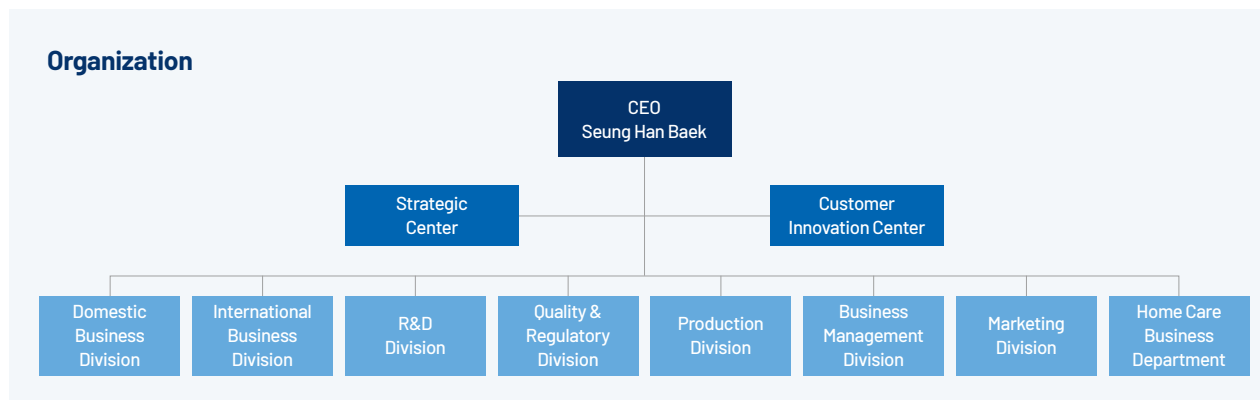 Organization
CEO
Seung Han Baek
Strategic
Center
Customer
Innovation Center
Domestic
Business
Division
International
Business
Division
R&D
Division
Quality &
Regulatory
Division
Production
Division
Business
Management
Division
Marketing
Division
Home Care
Business
Department